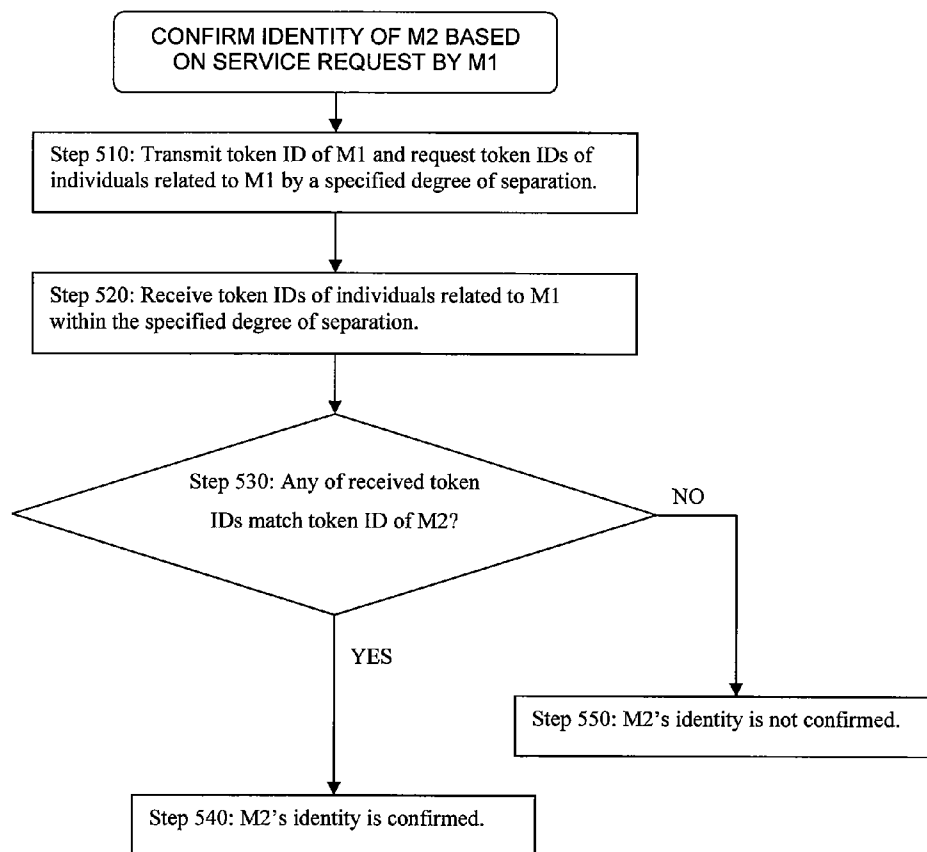 CONFIRM IDENTITY OF M2 BASED
ON SERVICE REQUEST BY M1
Step 510: Transmit token ID of M1 and request token IDs of
individuals related to M1 by a specified degree of separation.
Step 520: Receive token IDs of individuals related to M1
within the specified degree of separation.
Step 530: Any of received token
IDs match token ID of M2?
NO
YES
Step 550: M2’s identity is not confirmed.
Step 540: M2’s identity is confirmed.